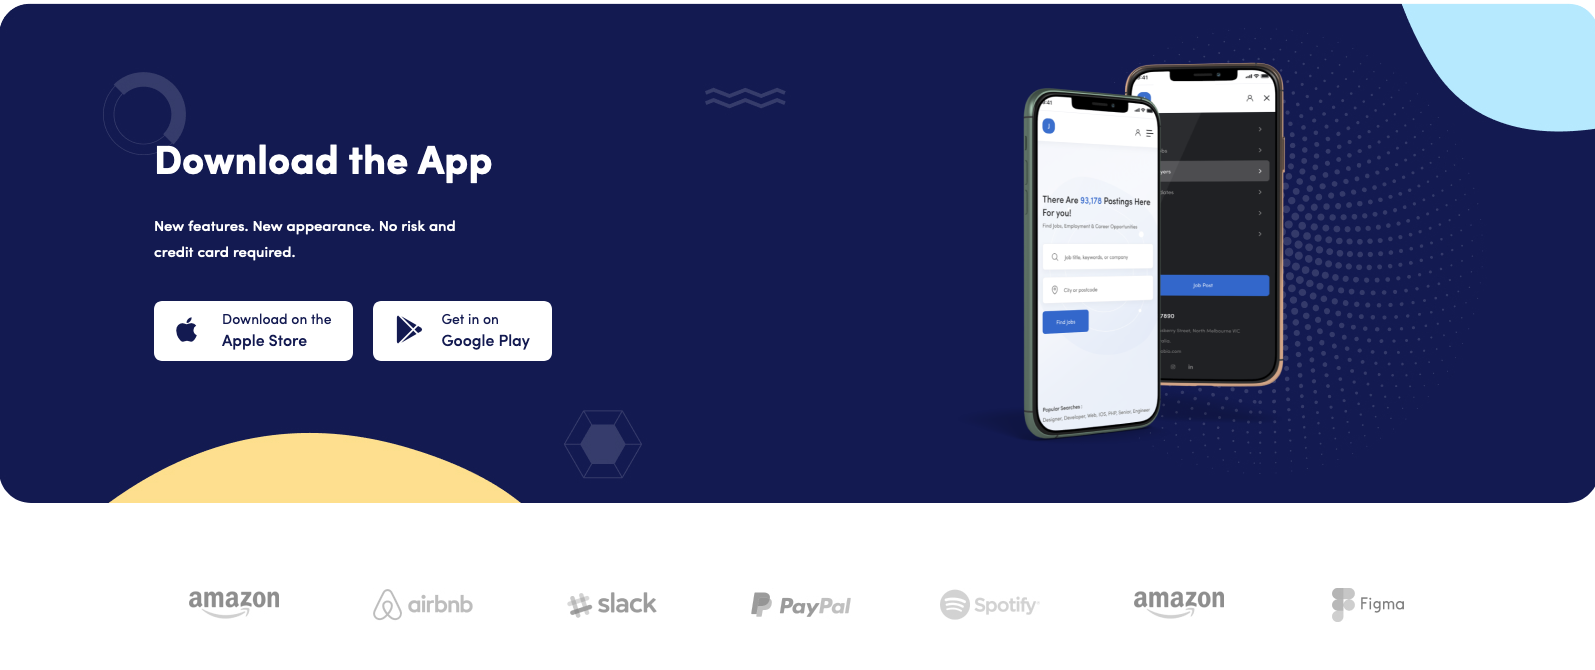 Download the App
New features. New appearance. No risk and
credit card required.
Download on the
Apple Store
Get in on
Google Play
9:41
There Are 93,178 Postings Here
For you!
Find Jobs, Employment & Career Opportunities
Job title, keywords, or company
City or postcode
Find Jobs
Popular Searches :
Designer, Developer, Web, IOS, PHP, Senior, Engineer
Job Post
7890
in
amazon
airbnb
slack
PayPal
Spotify
amazon
Figma